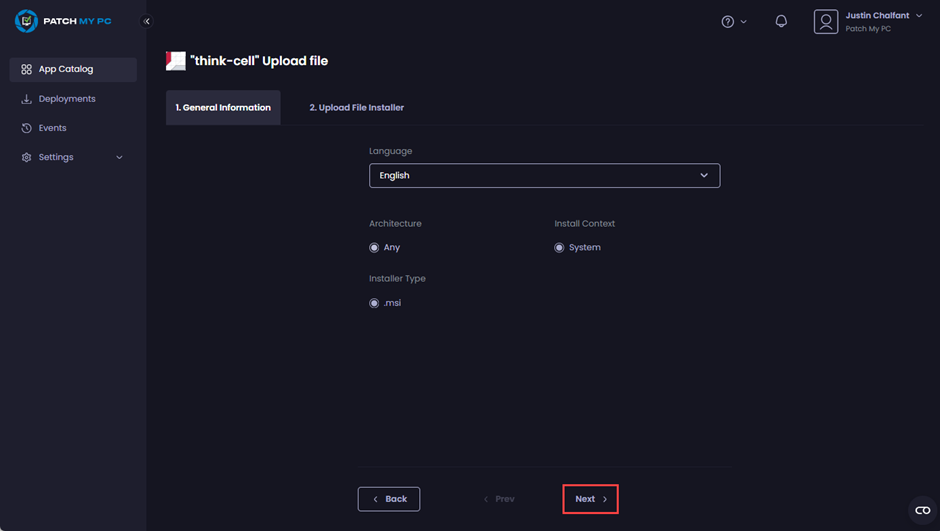 PATCH MY PC
Justin Chalfant
Patch My PC
App Catalog
Deployments
Events
Settings
"think-cell" Upload file
1. General Information
2. Upload File Installer
Language
English
Architecture
Install Context
Any
System
Installer Type
.msi
Back
Prev
Next